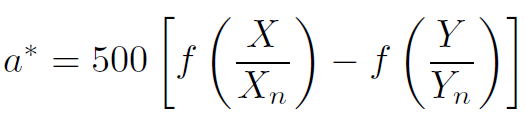 a* = 500 [ f ( X / X_n ) − f ( Y / Y_n ) ]